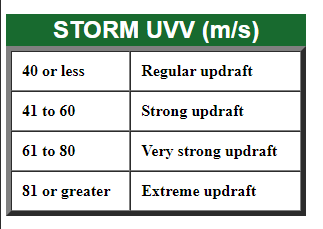 STORM UVV (m/s)
40 or less Regular updraft
41 to 60 Strong updraft
61 to 80 Very strong updraft
81 or greater Extreme updraft